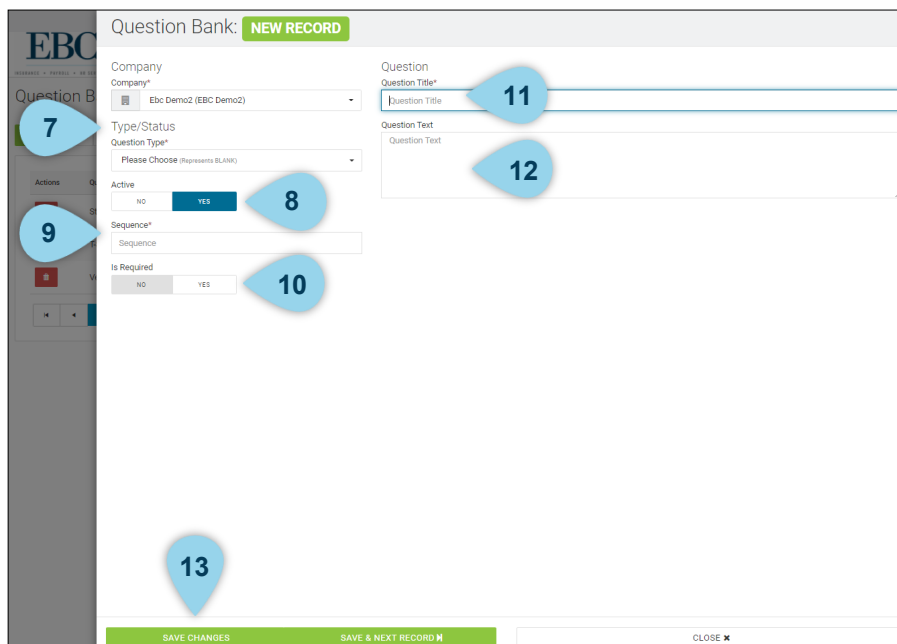 Question Bank: NEW RECORD
EBC
Question B
Company
Company*
Ebc Demo2 (EBC Demo2)
7
Type/Status
Question Type*
Please Choose (Represents BLANK)
Active
NO YES
8
9
Sequence*
Sequence
Is Required
NO YES
10
Question
Question Title*
Question Title
11
Question Text
Question Text
12
Actions
13
SAVE CHANGES
SAVE & NEXT RECORD
CLOSE ×